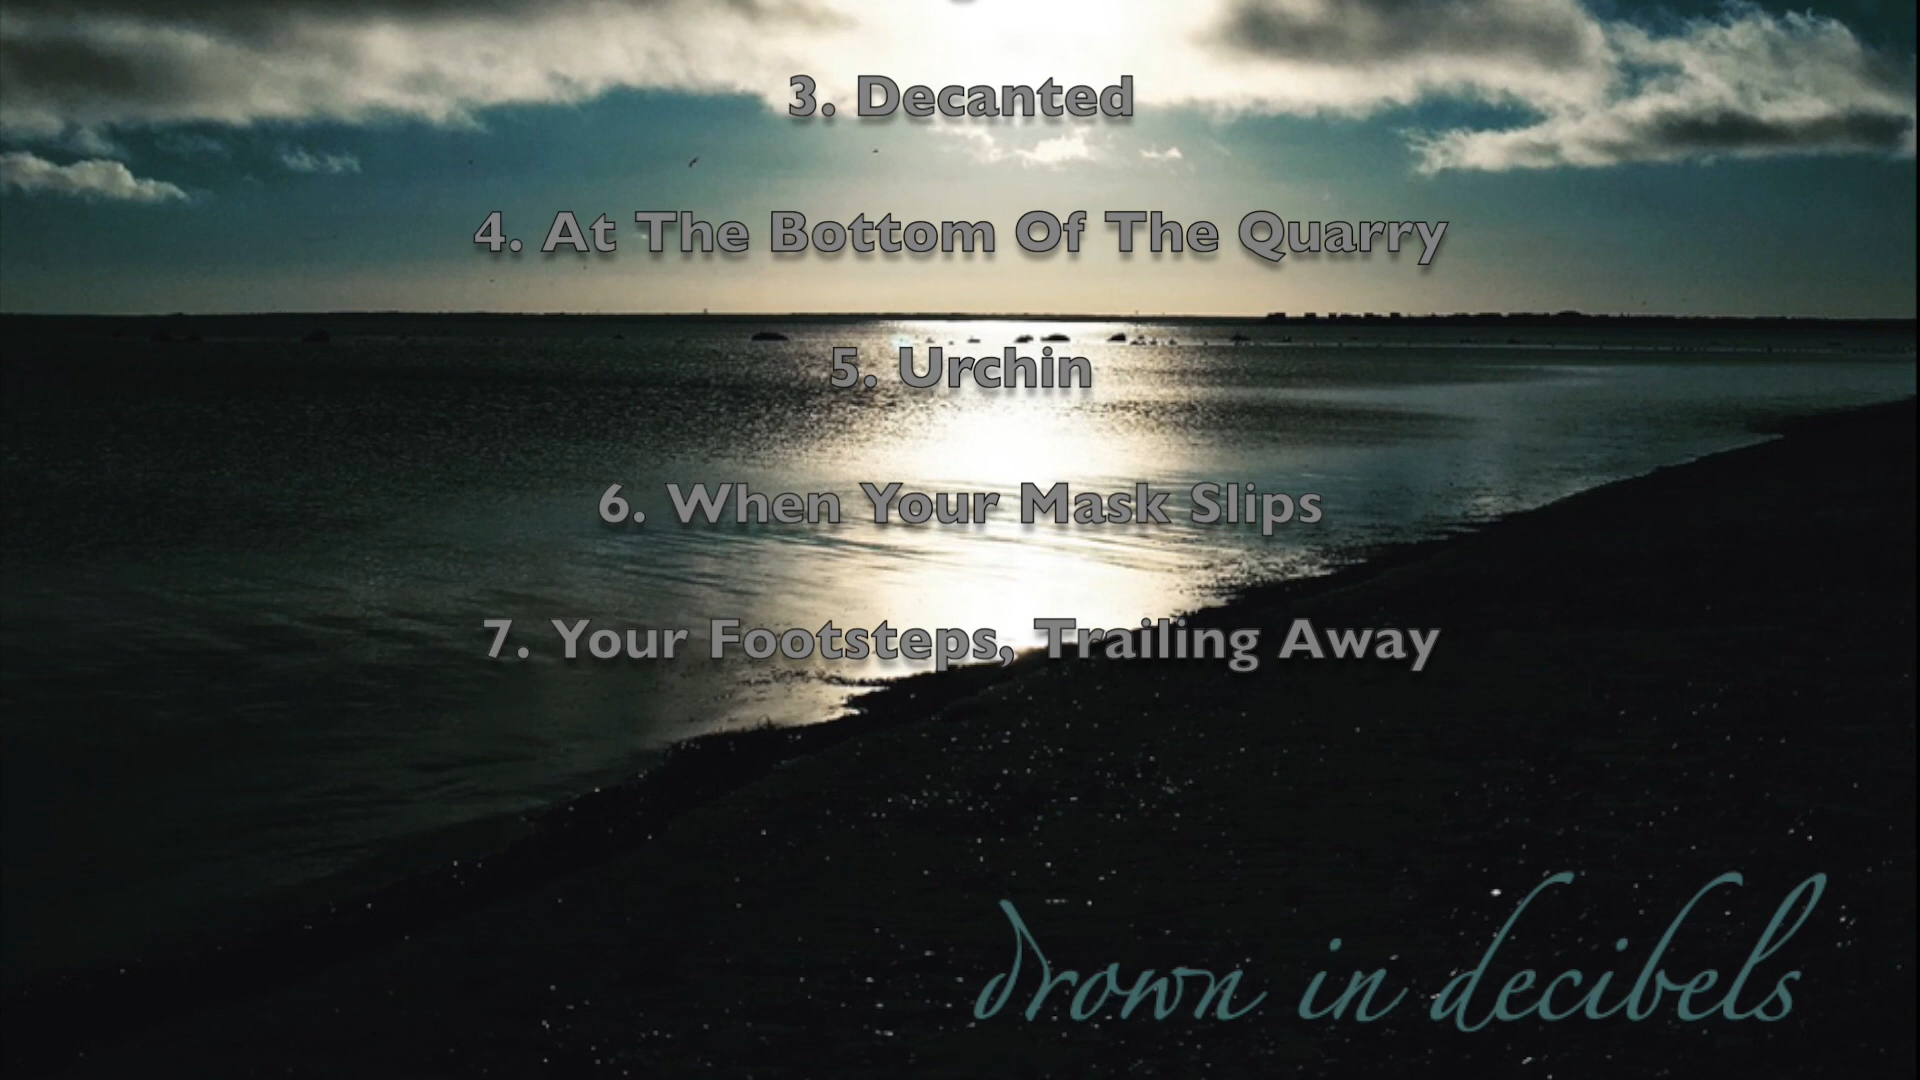 3. Decanted
4. At The Bottom Of The Quarry
5. Urchin
6. When Your Mask Slips
7. Your Footsteps, Trailing Away
drown in decibels